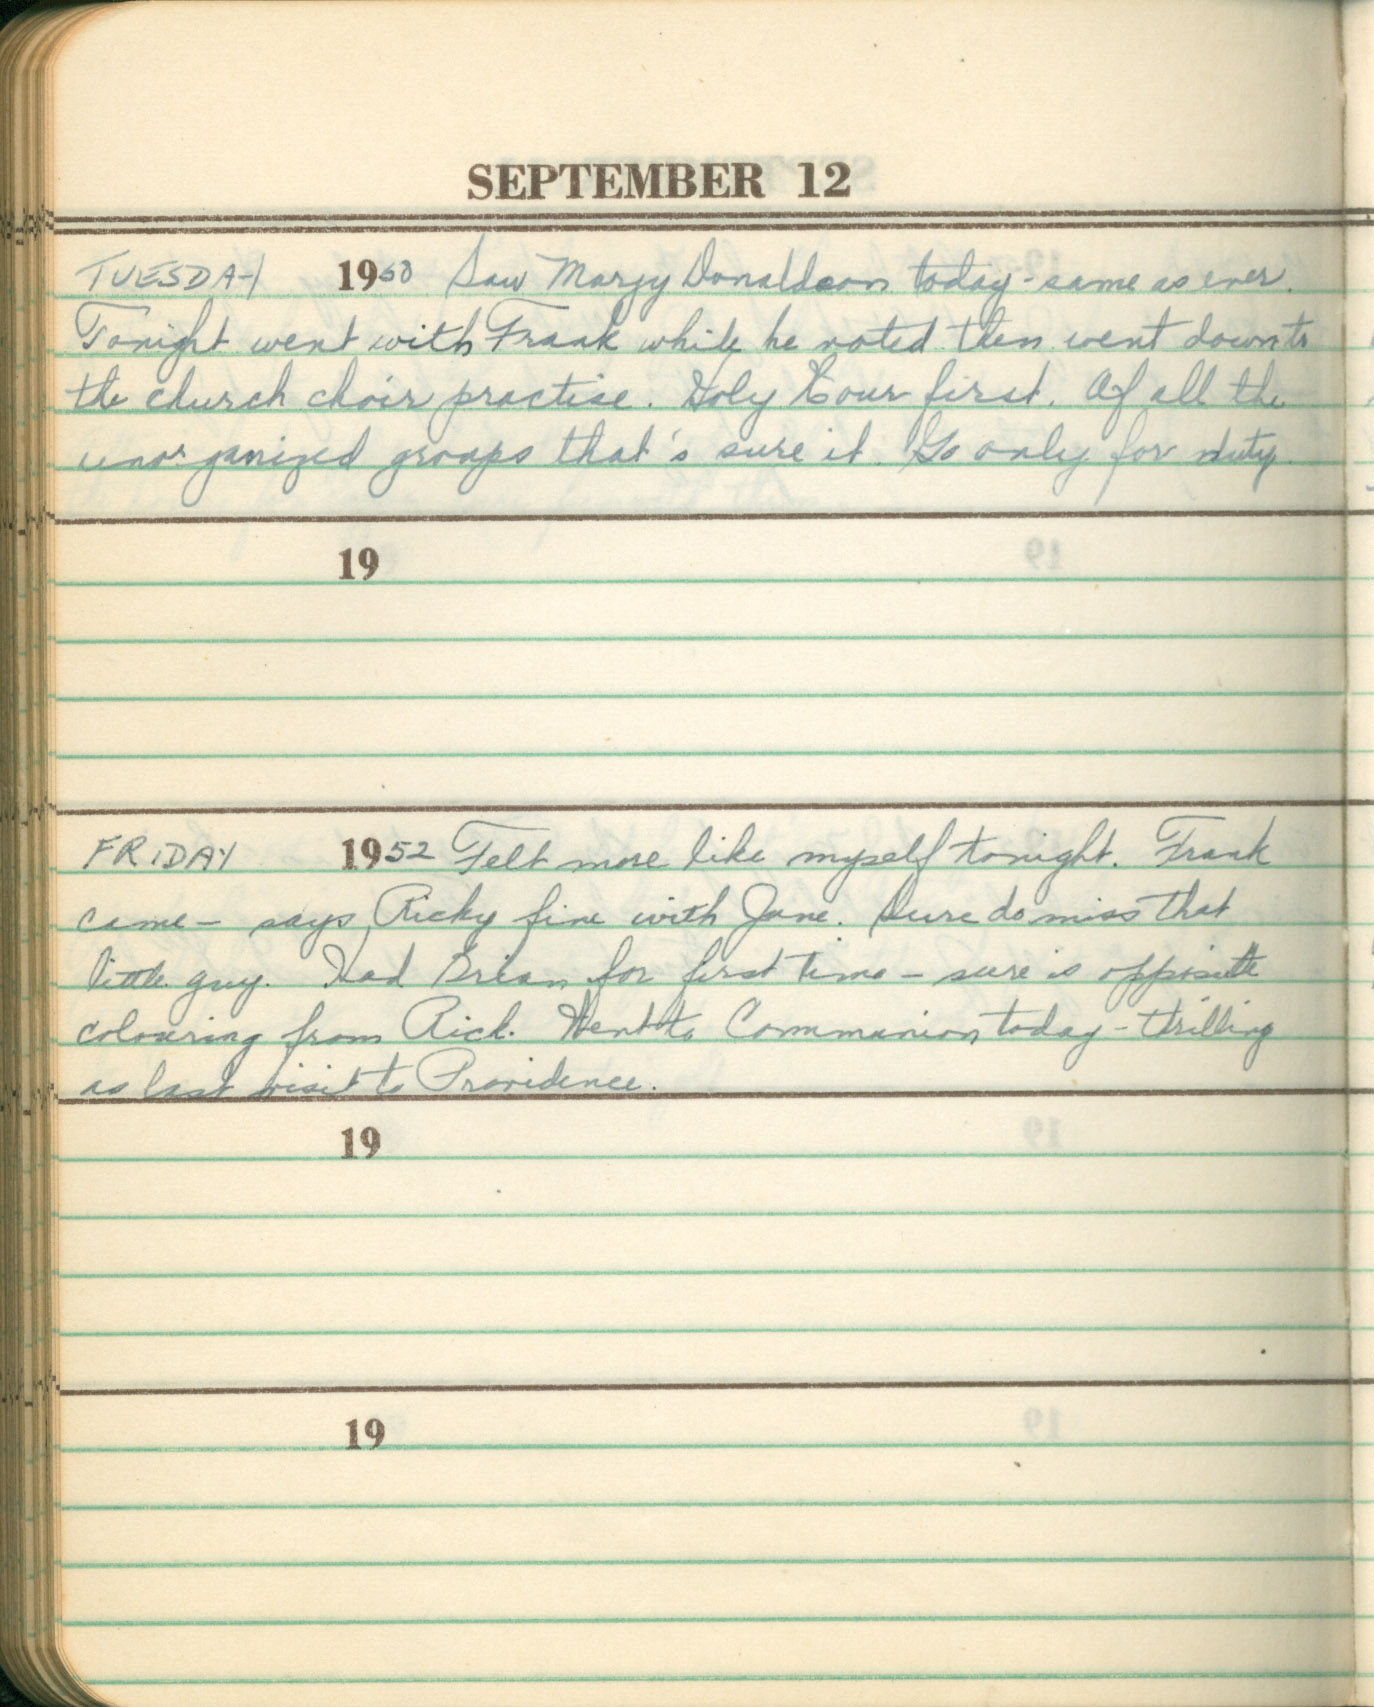 SEPTEMBER 12
TUESDAY 1950 Saw Margy Donaldson today - same as ever.
Tonight went with Frank while he voted then went down to
the church choir practise. Holy Hour first. Of all the
unorganized groups that's sure it. Go only for duty.
19
FRIDAY 1952 Felt more like myself tonight. Frank
came - says Ricky fine with Jane. Sure do miss that
little guy. Had Brian for first time - sure is opposite
colouring from Rick. Went to Communion today - thrilling
as last visit to Providence.
19
19